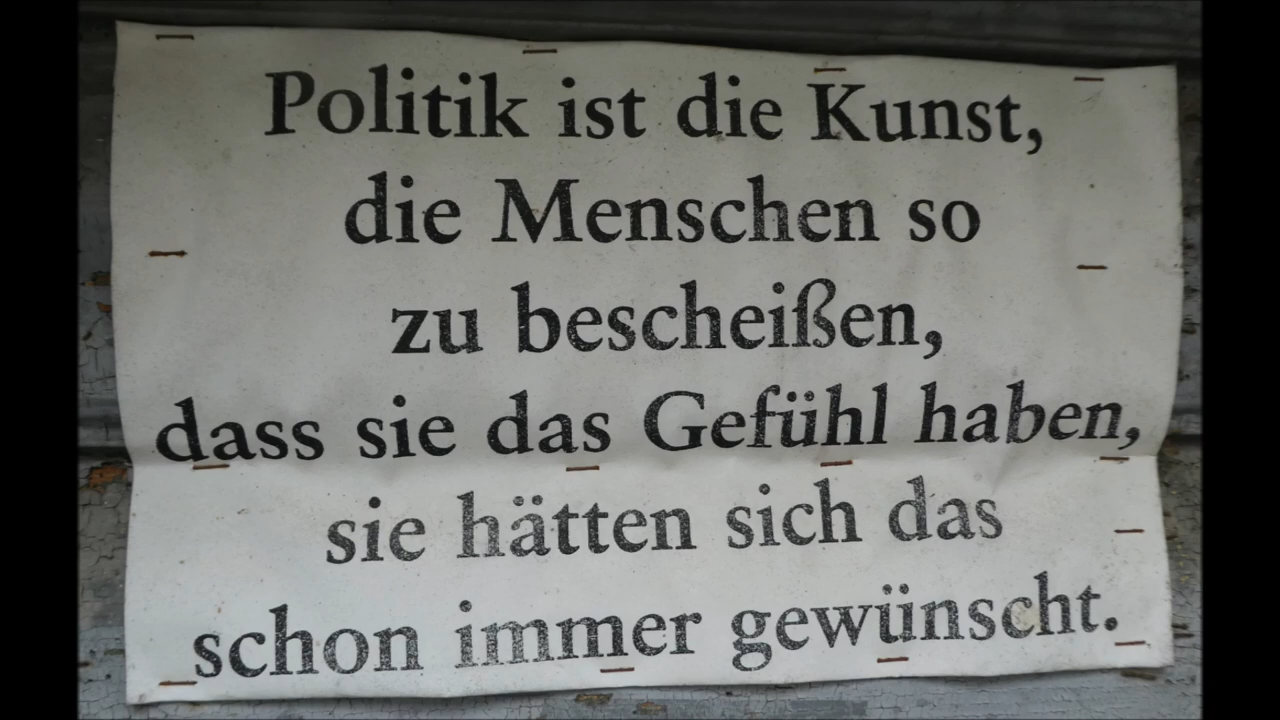 Politik ist die Kunst,
die Menschen so
zu bescheißen,
dass sie das Gefühl haben,
sie hätten sich das
schon immer gewünscht.